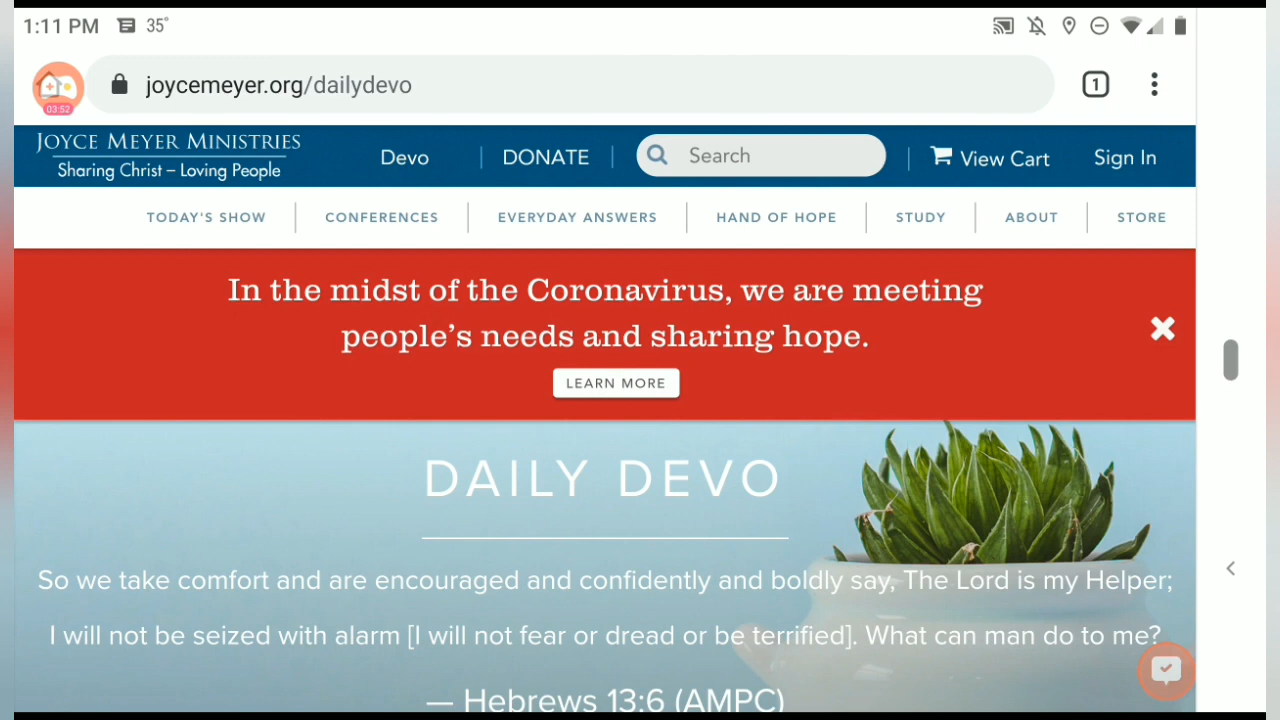 1:11 PM 35°
03:52
joycemeyer.org/dailydevo
1
JOYCE MEYER MINISTRIES
Sharing Christ – Loving People
Devo
DONATE
Search
View Cart
Sign In
TODAY'S SHOW
CONFERENCES
EVERYDAY ANSWERS
HAND OF HOPE
STUDY
ABOUT
STORE
In the midst of the Coronavirus, we are meeting
people's needs and sharing hope.
LEARN MORE
DAILY DEVO
So we take comfort and are encouraged and confidently and boldly say, The Lord is my Helper;
I will not be seized with alarm [I will not fear or dread or be terrified]. What can man do to me?
— Hebrews 13:6 (AMPC)